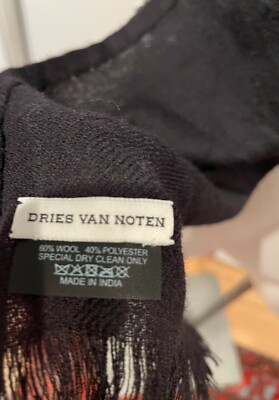 DRIES VAN NOTEN
60% WOOL 40% POLYESTER
SPECIAL DRY CLEAN ONLY
MADE IN INDIA